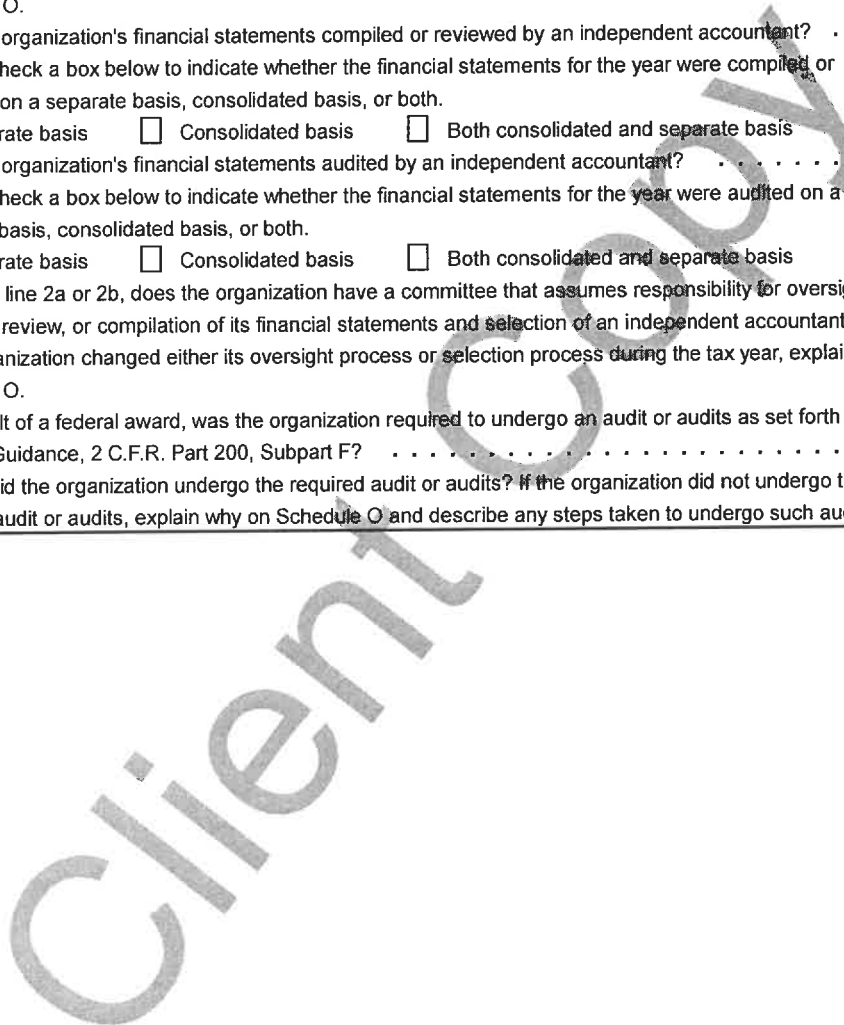 O.
organization's financial statements compiled or reviewed by an independent accountant? .
heck a box below to indicate whether the financial statements for the year were compiled or
on a separate basis, consolidated basis, or both.
rate basis ☐ Consolidated basis ☐ Both consolidated and separate basis
organization's financial statements audited by an independent accountant? . . . . . . .
heck a box below to indicate whether the financial statements for the year were audited on a
basis, consolidated basis, or both.
rate basis ☐ Consolidated basis ☐ Both consolidated and separate basis
line 2a or 2b, does the organization have a committee that assumes responsibility for oversig
review, or compilation of its financial statements and selection of an independent accountant
anization changed either its oversight process or selection process during the tax year, explai
O.
lt of a federal award, was the organization required to undergo an audit or audits as set forth
Guidance, 2 C.F.R. Part 200, Subpart F? . . . . . . . . . . . . . . . . . . . . . . . . .
id the organization undergo the required audit or audits? If the organization did not undergo t
audit or audits, explain why on Schedule O and describe any steps taken to undergo such au
Client Copy